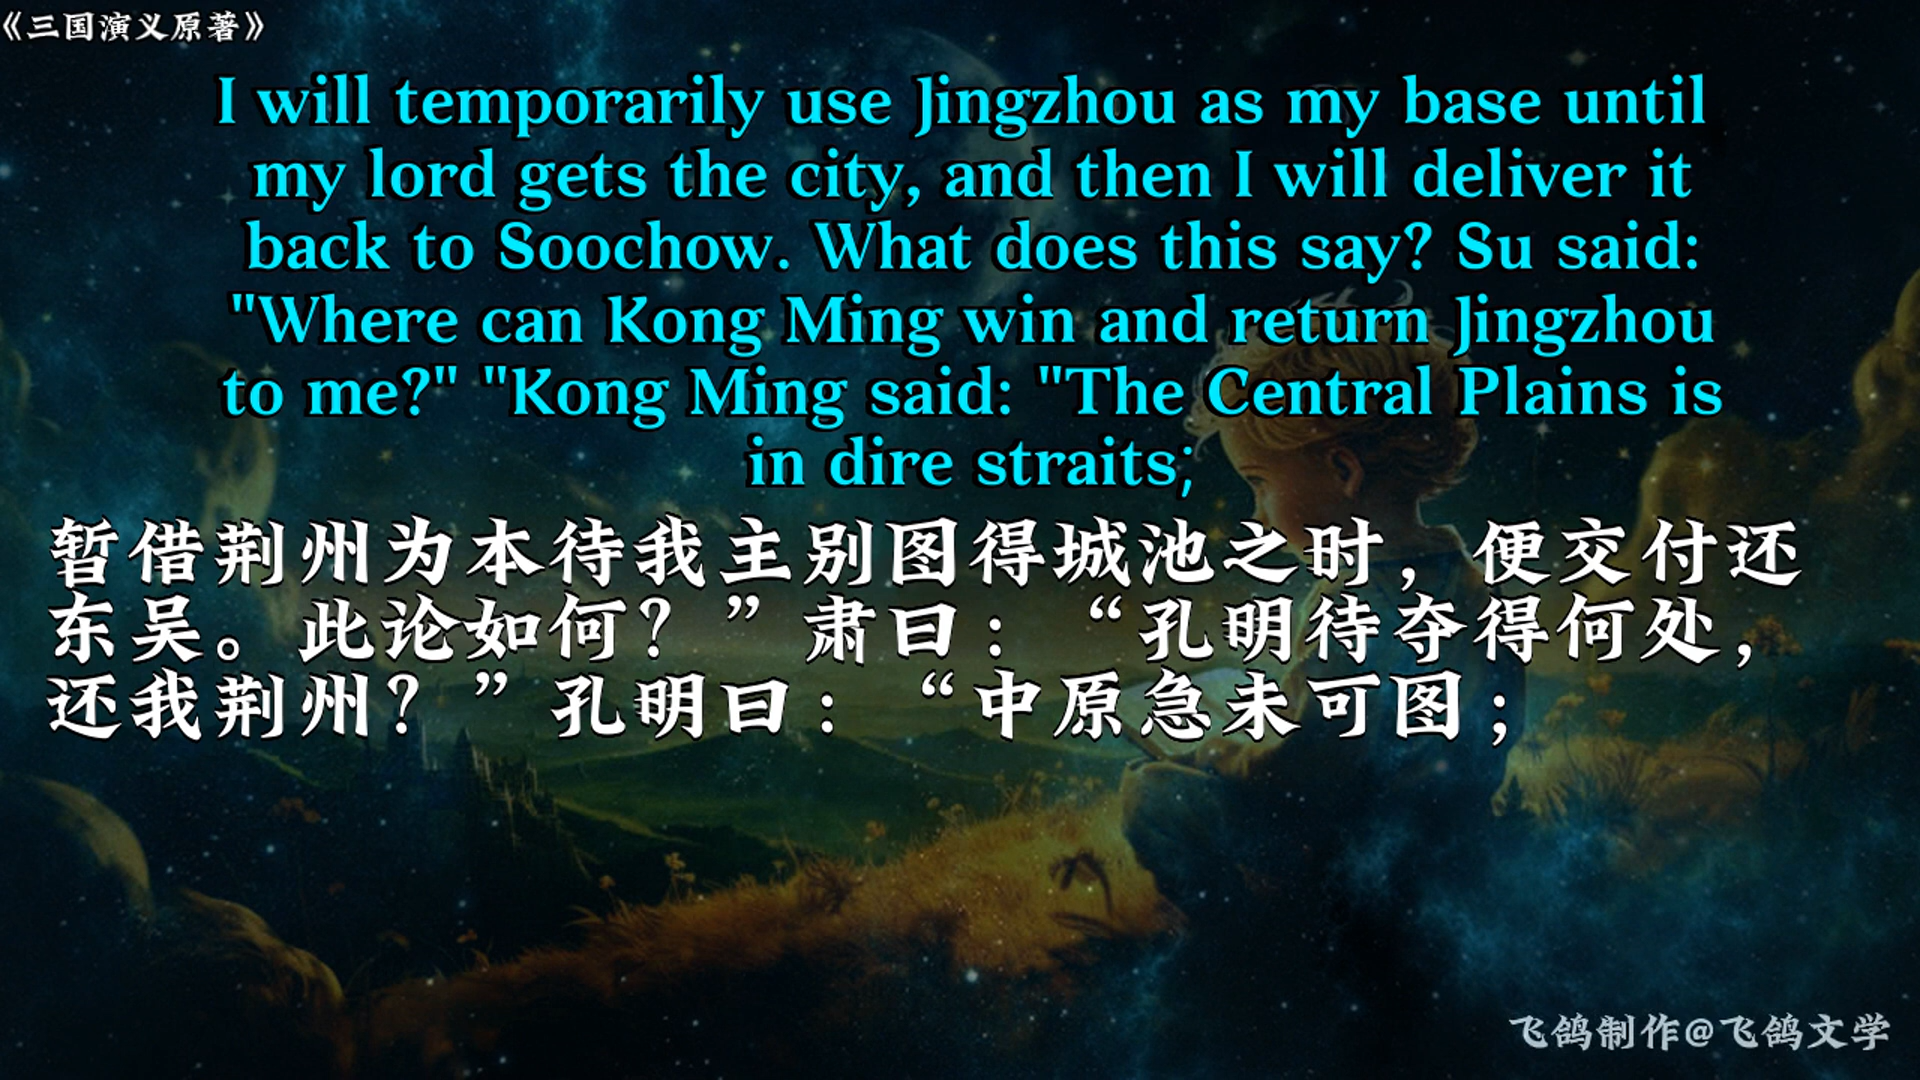 《三国演义原著》
I will temporarily use Jingzhou as my base until
my lord gets the city, and then I will deliver it
back to Soochow. What does this say? Su said:
"Where can Kong Ming win and return Jingzhou
to me?" "Kong Ming said: "The Central Plains is
in dire straits;
暂借荆州为本待我主别图得城池之时，便交付还
东吴。此论如何？”肃曰：“孔明待夺得何处，
还我荆州？”孔明曰：“中原急未可图；
飞鸽制作@飞鸽文学